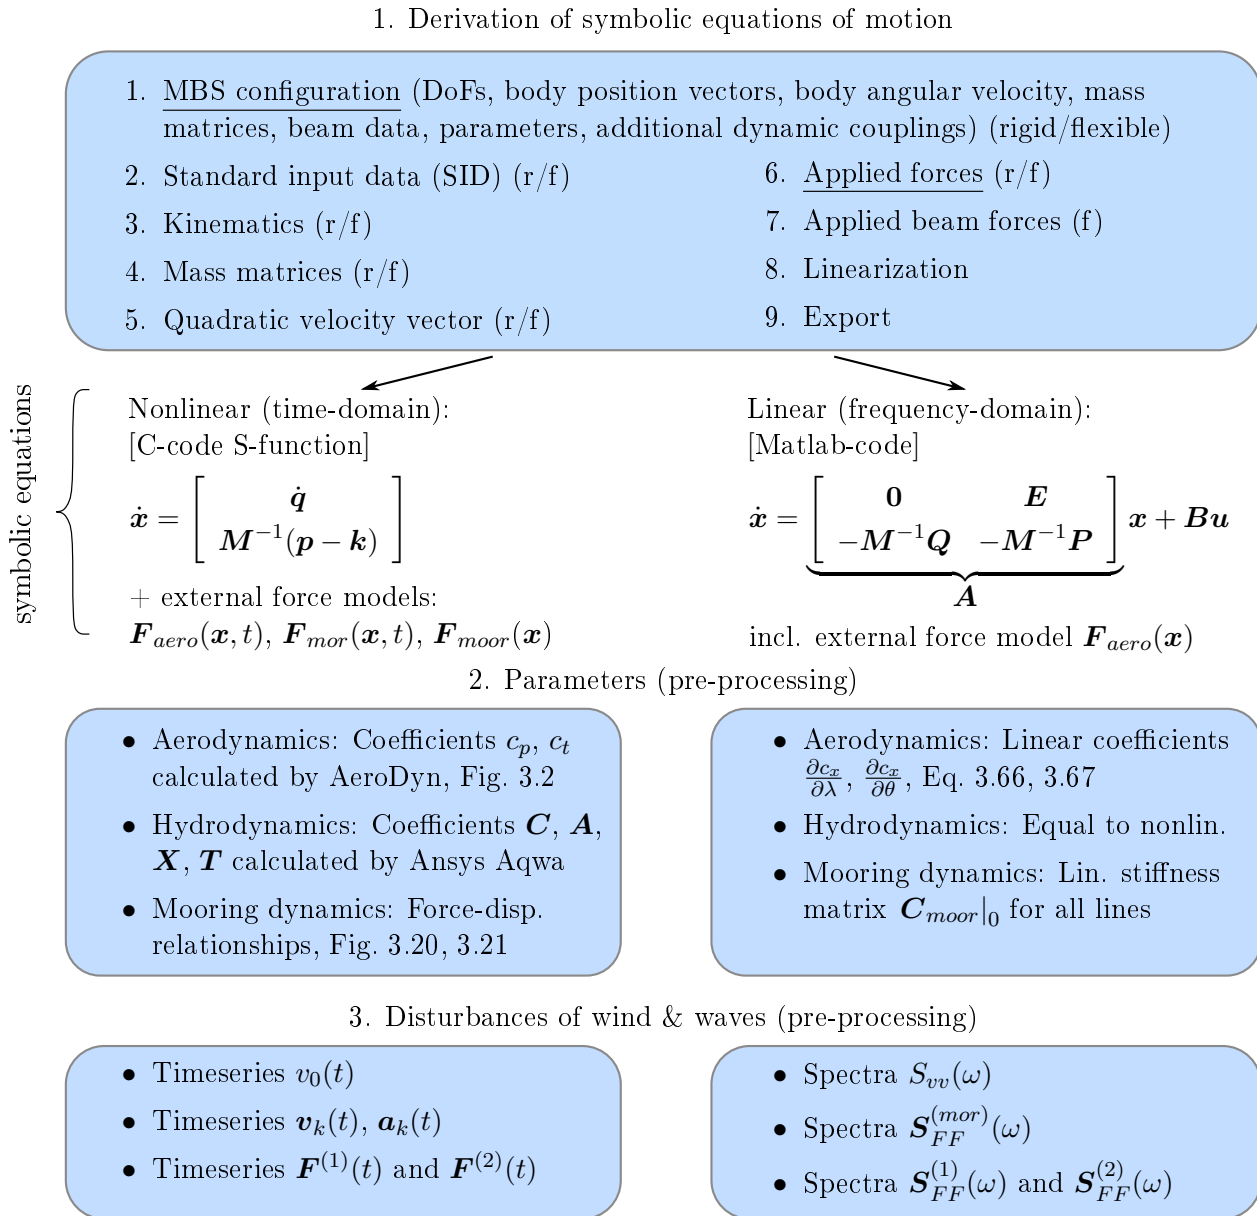 1. Derivation of symbolic equations of motion
1. MBS configuration (DoFs, body position vectors, body angular velocity, mass
matrices, beam data, parameters, additional dynamic couplings) (rigid/flexible)
2. Standard input data (SID) (r/f)
3. Kinematics (r/f)
4. Mass matrices (r/f)
5. Quadratic velocity vector (r/f)
6. Applied forces (r/f)
7. Applied beam forces (f)
8. Linearization
9. Export
symbolic equations
Nonlinear (time-domain):
[C-code S-function]
ẋ = [ q̇
M⁻¹(p − k) ]
+ external force models:
F_aero(x, t), F_mor(x, t), F_moor(x)
Linear (frequency-domain):
[Matlab-code]
ẋ = [ 0 E
−M⁻¹Q −M⁻¹P ] x + Bu
A
incl. external force model F_aero(x)
2. Parameters (pre-processing)
• Aerodynamics: Coefficients c_p, c_t
calculated by AeroDyn, Fig. 3.2
• Hydrodynamics: Coefficients C, A,
X, T calculated by Ansys Aqwa
• Mooring dynamics: Force-disp.
relationships, Fig. 3.20, 3.21
• Aerodynamics: Linear coefficients
∂c_x/∂λ, ∂c_x/∂θ, Eq. 3.66, 3.67
• Hydrodynamics: Equal to nonlin.
• Mooring dynamics: Lin. stiffness
matrix C_moor|₀ for all lines
3. Disturbances of wind & waves (pre-processing)
• Timeseries v₀(t)
• Timeseries v_k(t), a_k(t)
• Timeseries F⁽¹⁾(t) and F⁽²⁾(t)
• Spectra S_vv(ω)
• Spectra S_FF^(mor)(ω)
• Spectra S_FF^(1)(ω) and S_FF^(2)(ω)